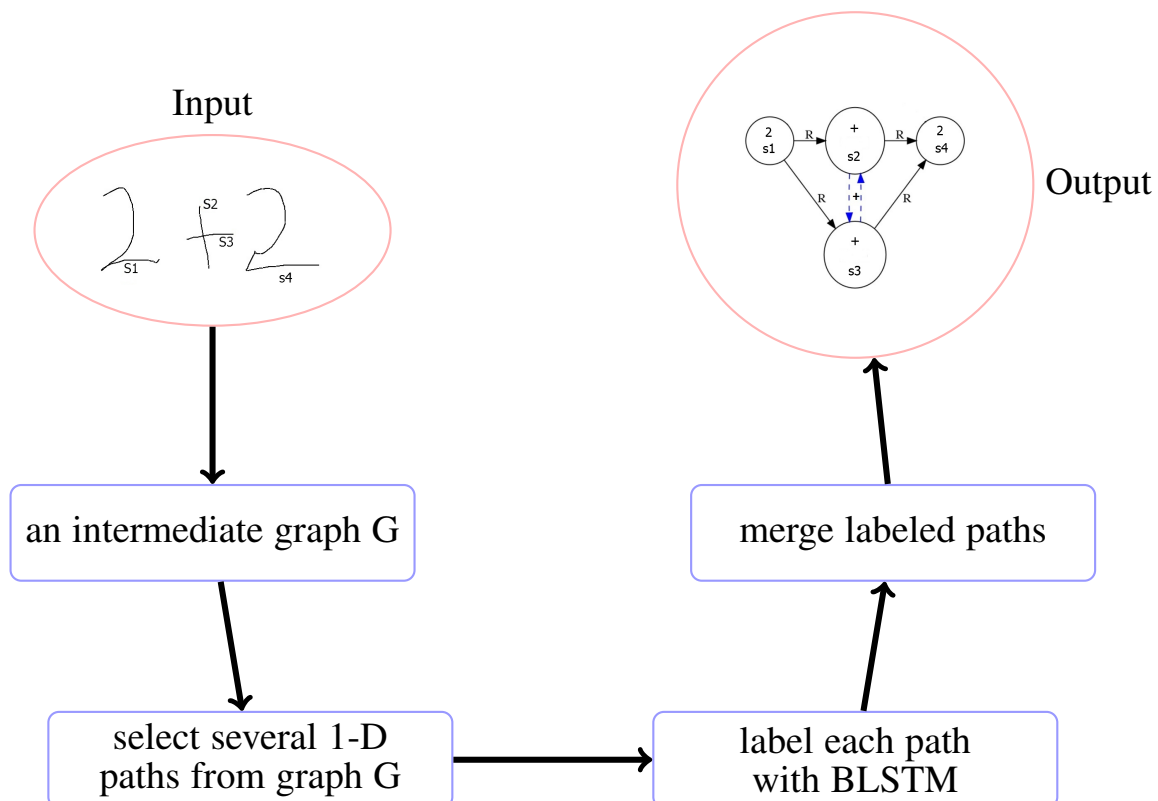 Input
2 + 2
S1
S2
S3
s4
an intermediate graph G
select several 1-D
paths from graph G
label each path
with BLSTM
merge labeled paths
Output
2
s1
R
+
s2
R
2
s4
R
+
R
+
s3